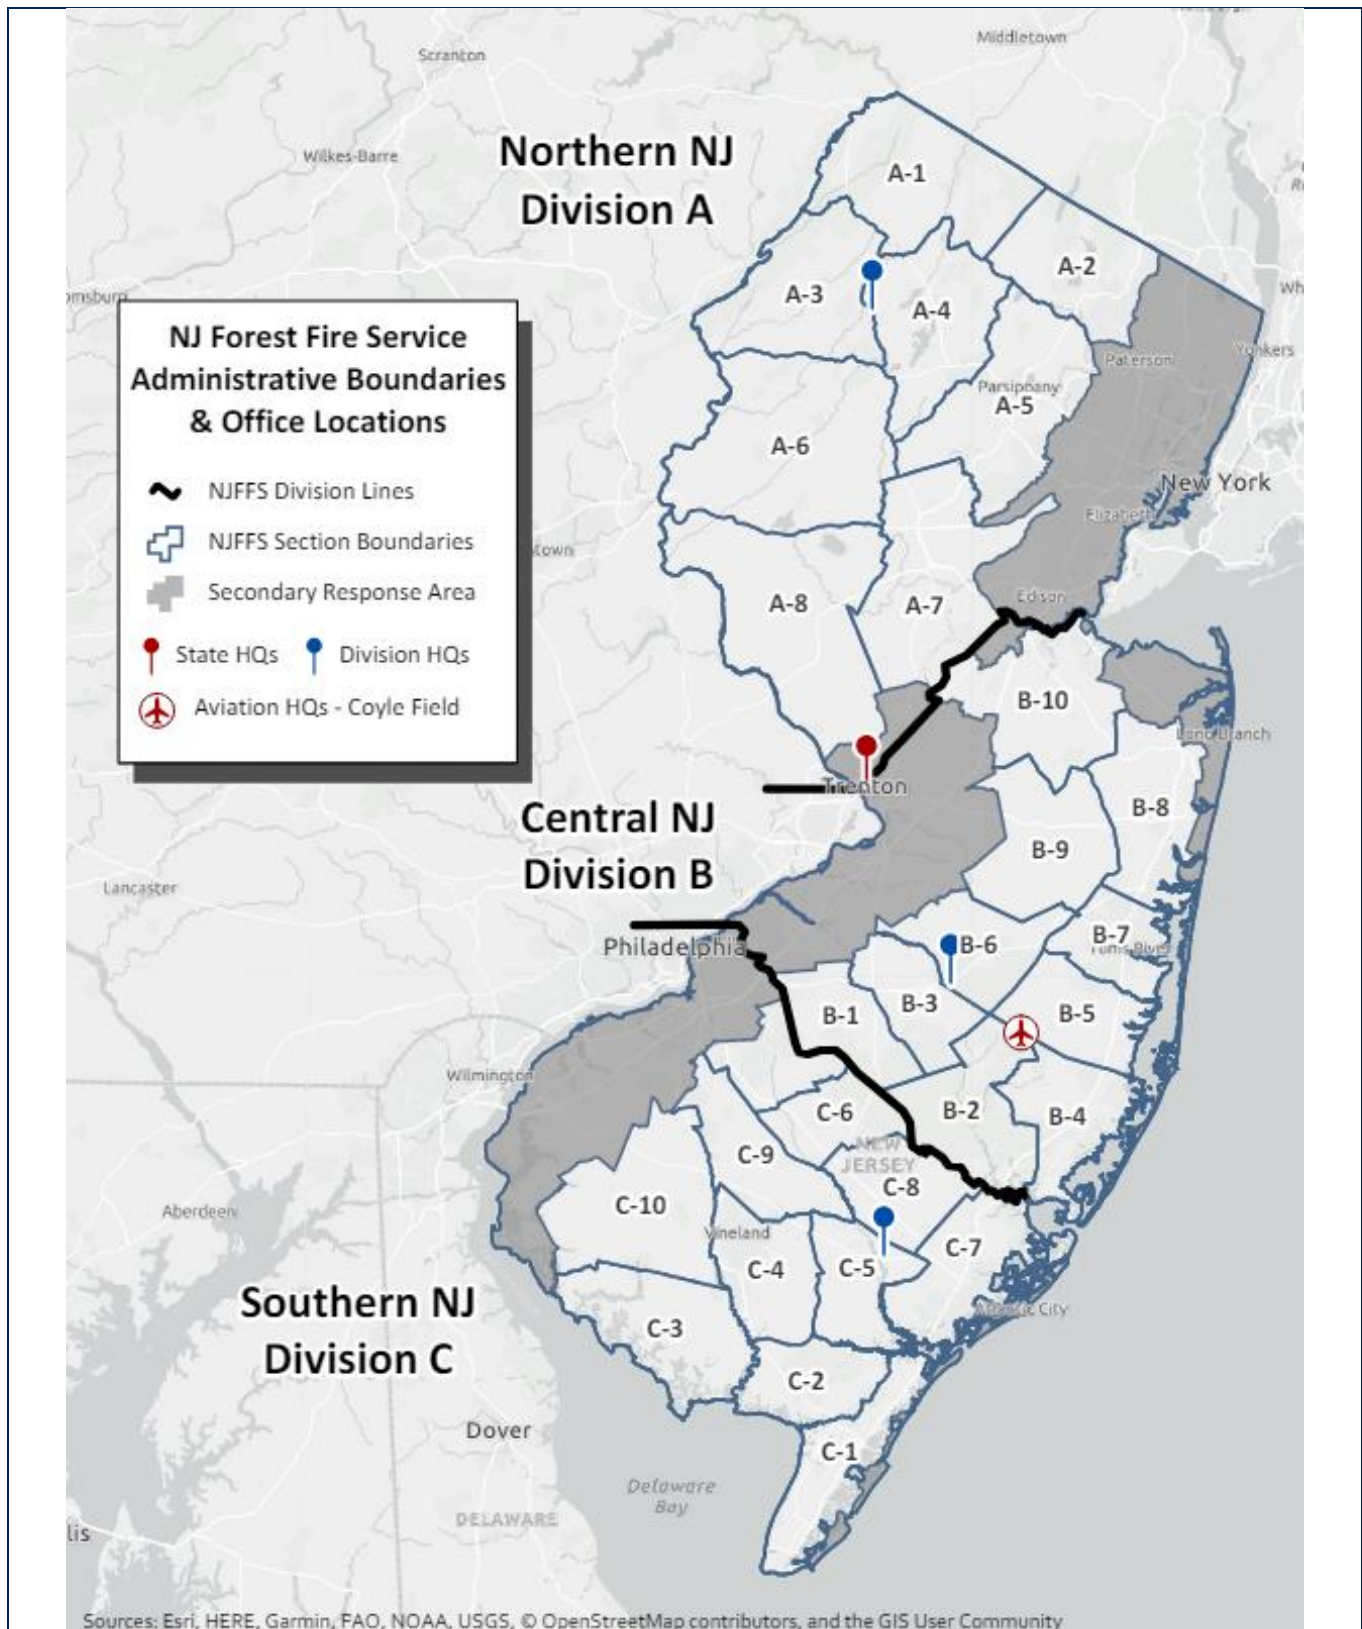 Middletown
Scranton
Wilkes-Barre
Northern NJ
Division A
A-1
A-2
A-3
A-4
Paterson
Yonkers
Parsippany
A-5
A-6
New York
Elizabeth
Edison
A-8
A-7
NJ Forest Fire Service
Administrative Boundaries
& Office Locations
NJFFS Division Lines
NJFFS Section Boundaries
Secondary Response Area
State HQs
Division HQs
Aviation HQs - Coyle Field
B-10
Long Branch
Trenton
Central NJ
Division B
B-8
B-9
Lancaster
Philadelphia
B-6
B-7
Toms River
B-3
B-1
B-5
Wilmington
C-6
B-2
B-4
NEW
JERSEY
C-9
C-8
C-10
Aberdeen
Vineland
C-7
C-4
C-5
Atlantic City
Southern NJ
Division C
C-3
C-2
Dover
C-1
Delaware
Bay
DELAWARE
lis
Sources: Esri, HERE, Garmin, FAO, NOAA, USGS, © OpenStreetMap contributors, and the GIS User Community